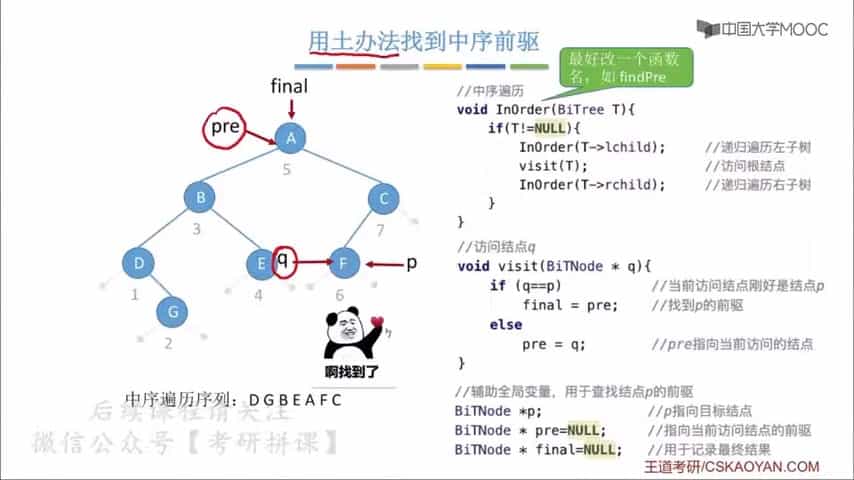 用土办法找到中序前驱
中国大学MOOC
最好改一个函数
名，如 findPre
final
pre
A
5
B
3
C
7
D
1
E
4
q
F
6
p
G
2
啊找到了
中序遍历序列：D G B E A F C
后续课程请关注
微信公众号【考研拼课】
//中序遍历
void InOrder(BiTree T){
if(T!=NULL){
InOrder(T->lchild); //递归遍历左子树
visit(T); //访问根结点
InOrder(T->rchild); //递归遍历右子树
}
}
//访问结点q
void visit(BiTNode * q){
if (q==p) //当前访问结点刚好是结点p
final = pre; //找到p的前驱
else
pre = q; //pre指向当前访问的结点
}
//辅助全局变量，用于查找结点p的前驱
BiTNode *p; //p指向目标结点
BiTNode * pre=NULL; //指向当前访问结点的前驱
BiTNode * final=NULL; //用于记录最终结果
王道考研/CSKAOYAN.COM